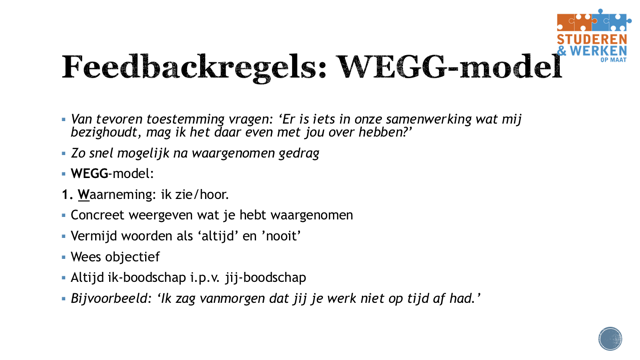 STUDEREN
& WERKEN
OP MAAT
Feedbackregels: WEGG-model
▪ Van tevoren toestemming vragen: ‘Er is iets in onze samenwerking wat mij
bezighoudt, mag ik het daar even met jou over hebben?’
▪ Zo snel mogelijk na waargenomen gedrag
▪ WEGG-model:
1. Waarneming: ik zie/hoor.
▪ Concreet weergeven wat je hebt waargenomen
▪ Vermijd woorden als ‘altijd’ en ’nooit’
▪ Wees objectief
▪ Altijd ik-boodschap i.p.v. jij-boodschap
▪ Bijvoorbeeld: ‘Ik zag vanmorgen dat jij je werk niet op tijd af had.’